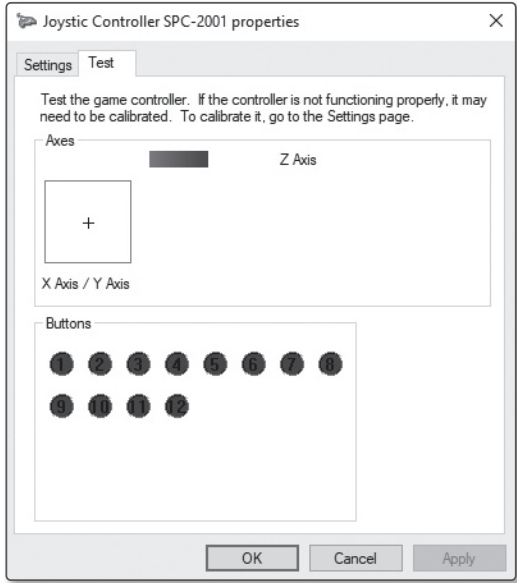 Joystic Controller SPC-2001 properties
Settings Test
Test the game controller. If the controller is not functioning properly, it may
need to be calibrated. To calibrate it, go to the Settings page.
Axes
Z Axis
X Axis / Y Axis
Buttons
1 2 3 4 5 6 7 8
9 10 11 12
OK Cancel Apply